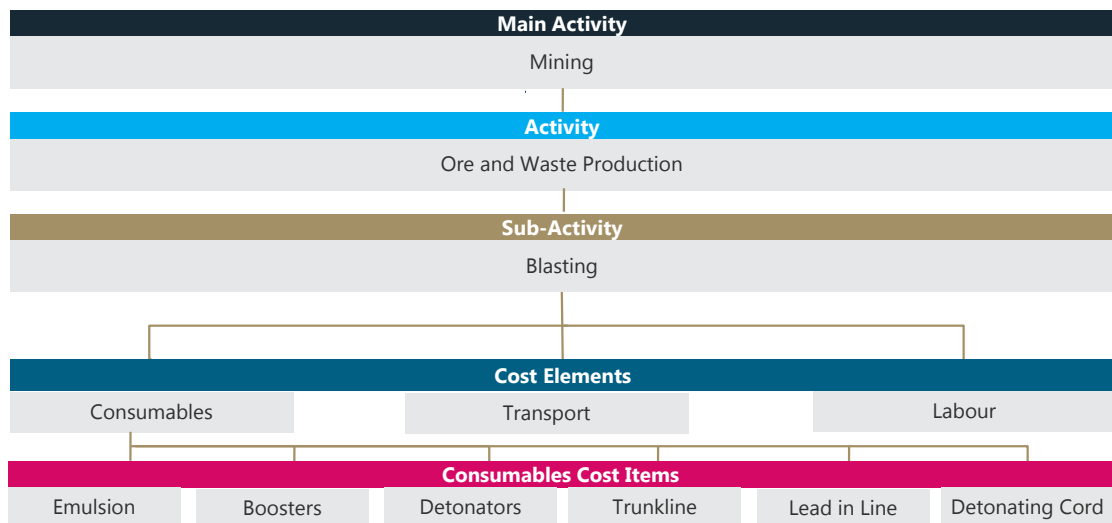 Main Activity
Mining
Activity
Ore and Waste Production
Sub-Activity
Blasting
Cost Elements
Consumables Transport Labour
Consumables Cost Items
Emulsion Boosters Detonators Trunkline Lead in Line Detonating Cord